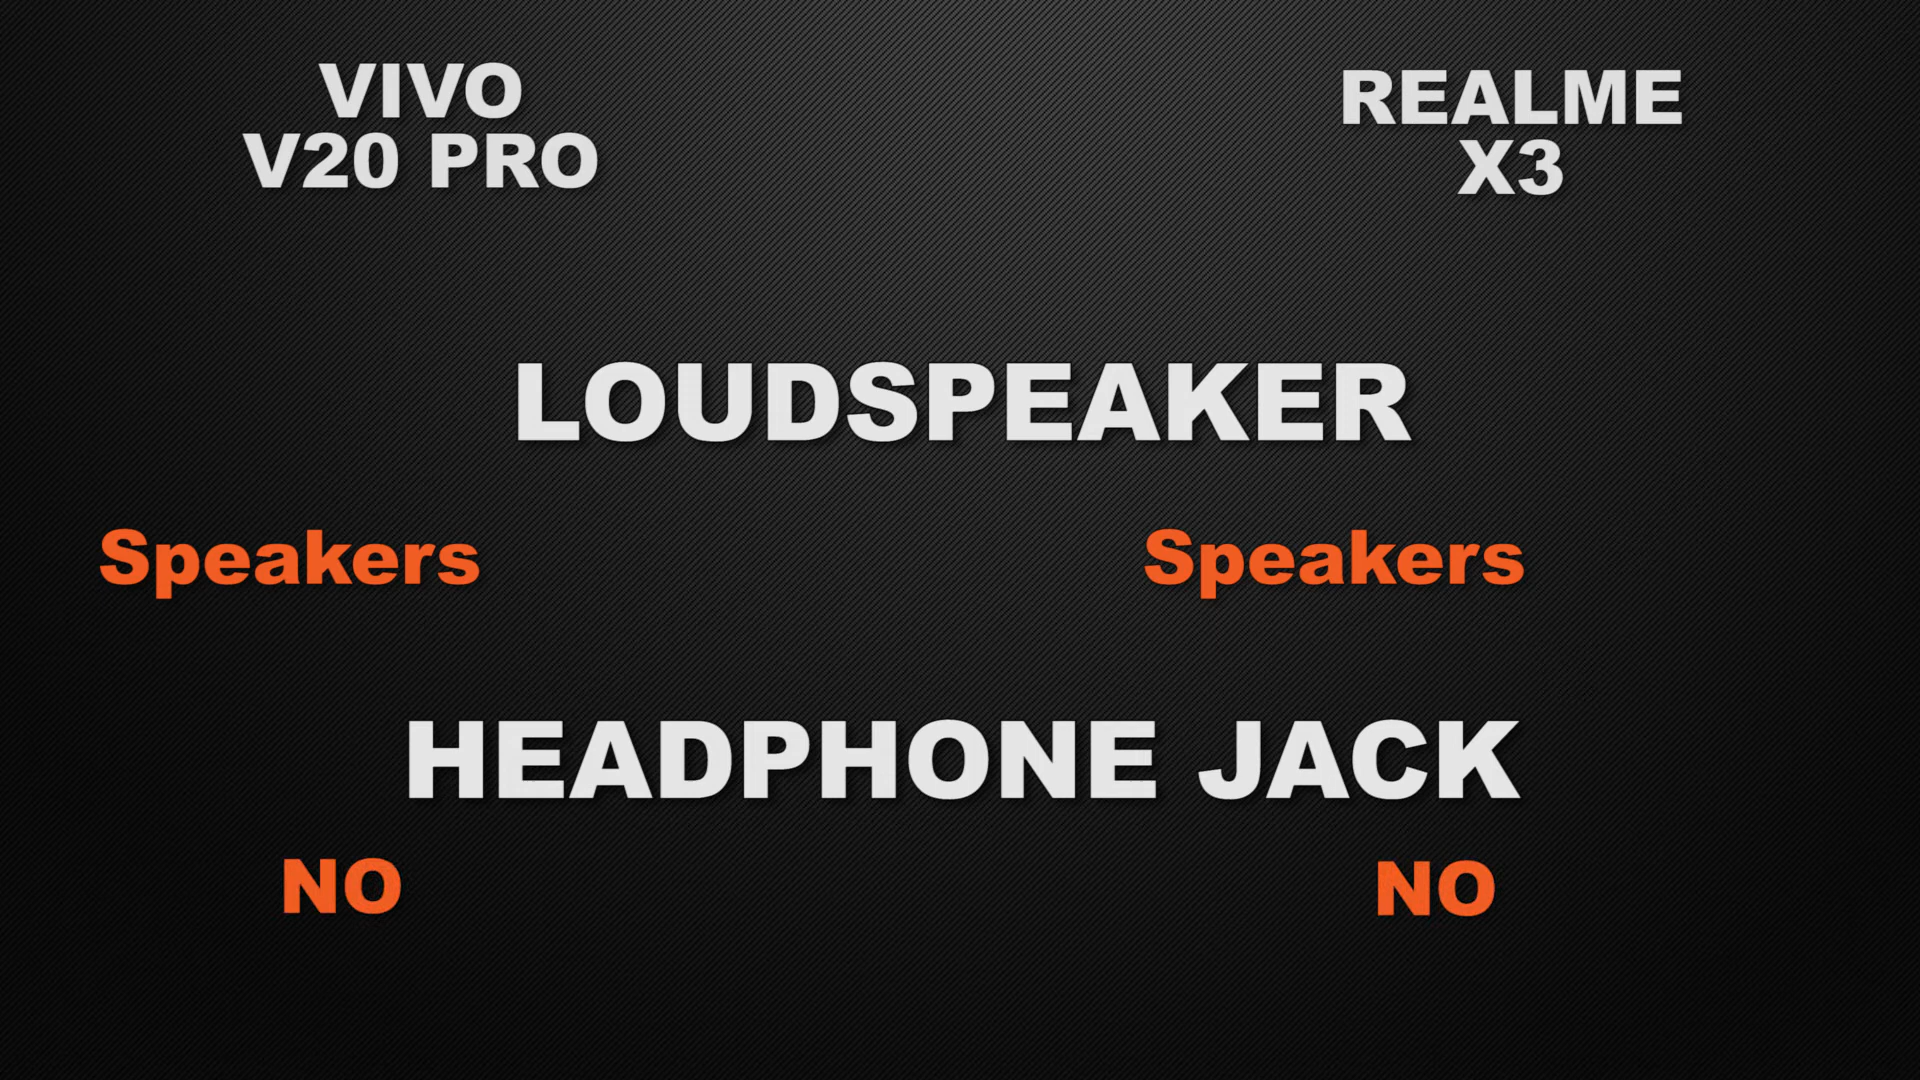 VIVO
V20 PRO
REALME
X3
LOUDSPEAKER
Speakers
Speakers
HEADPHONE JACK
NO
NO